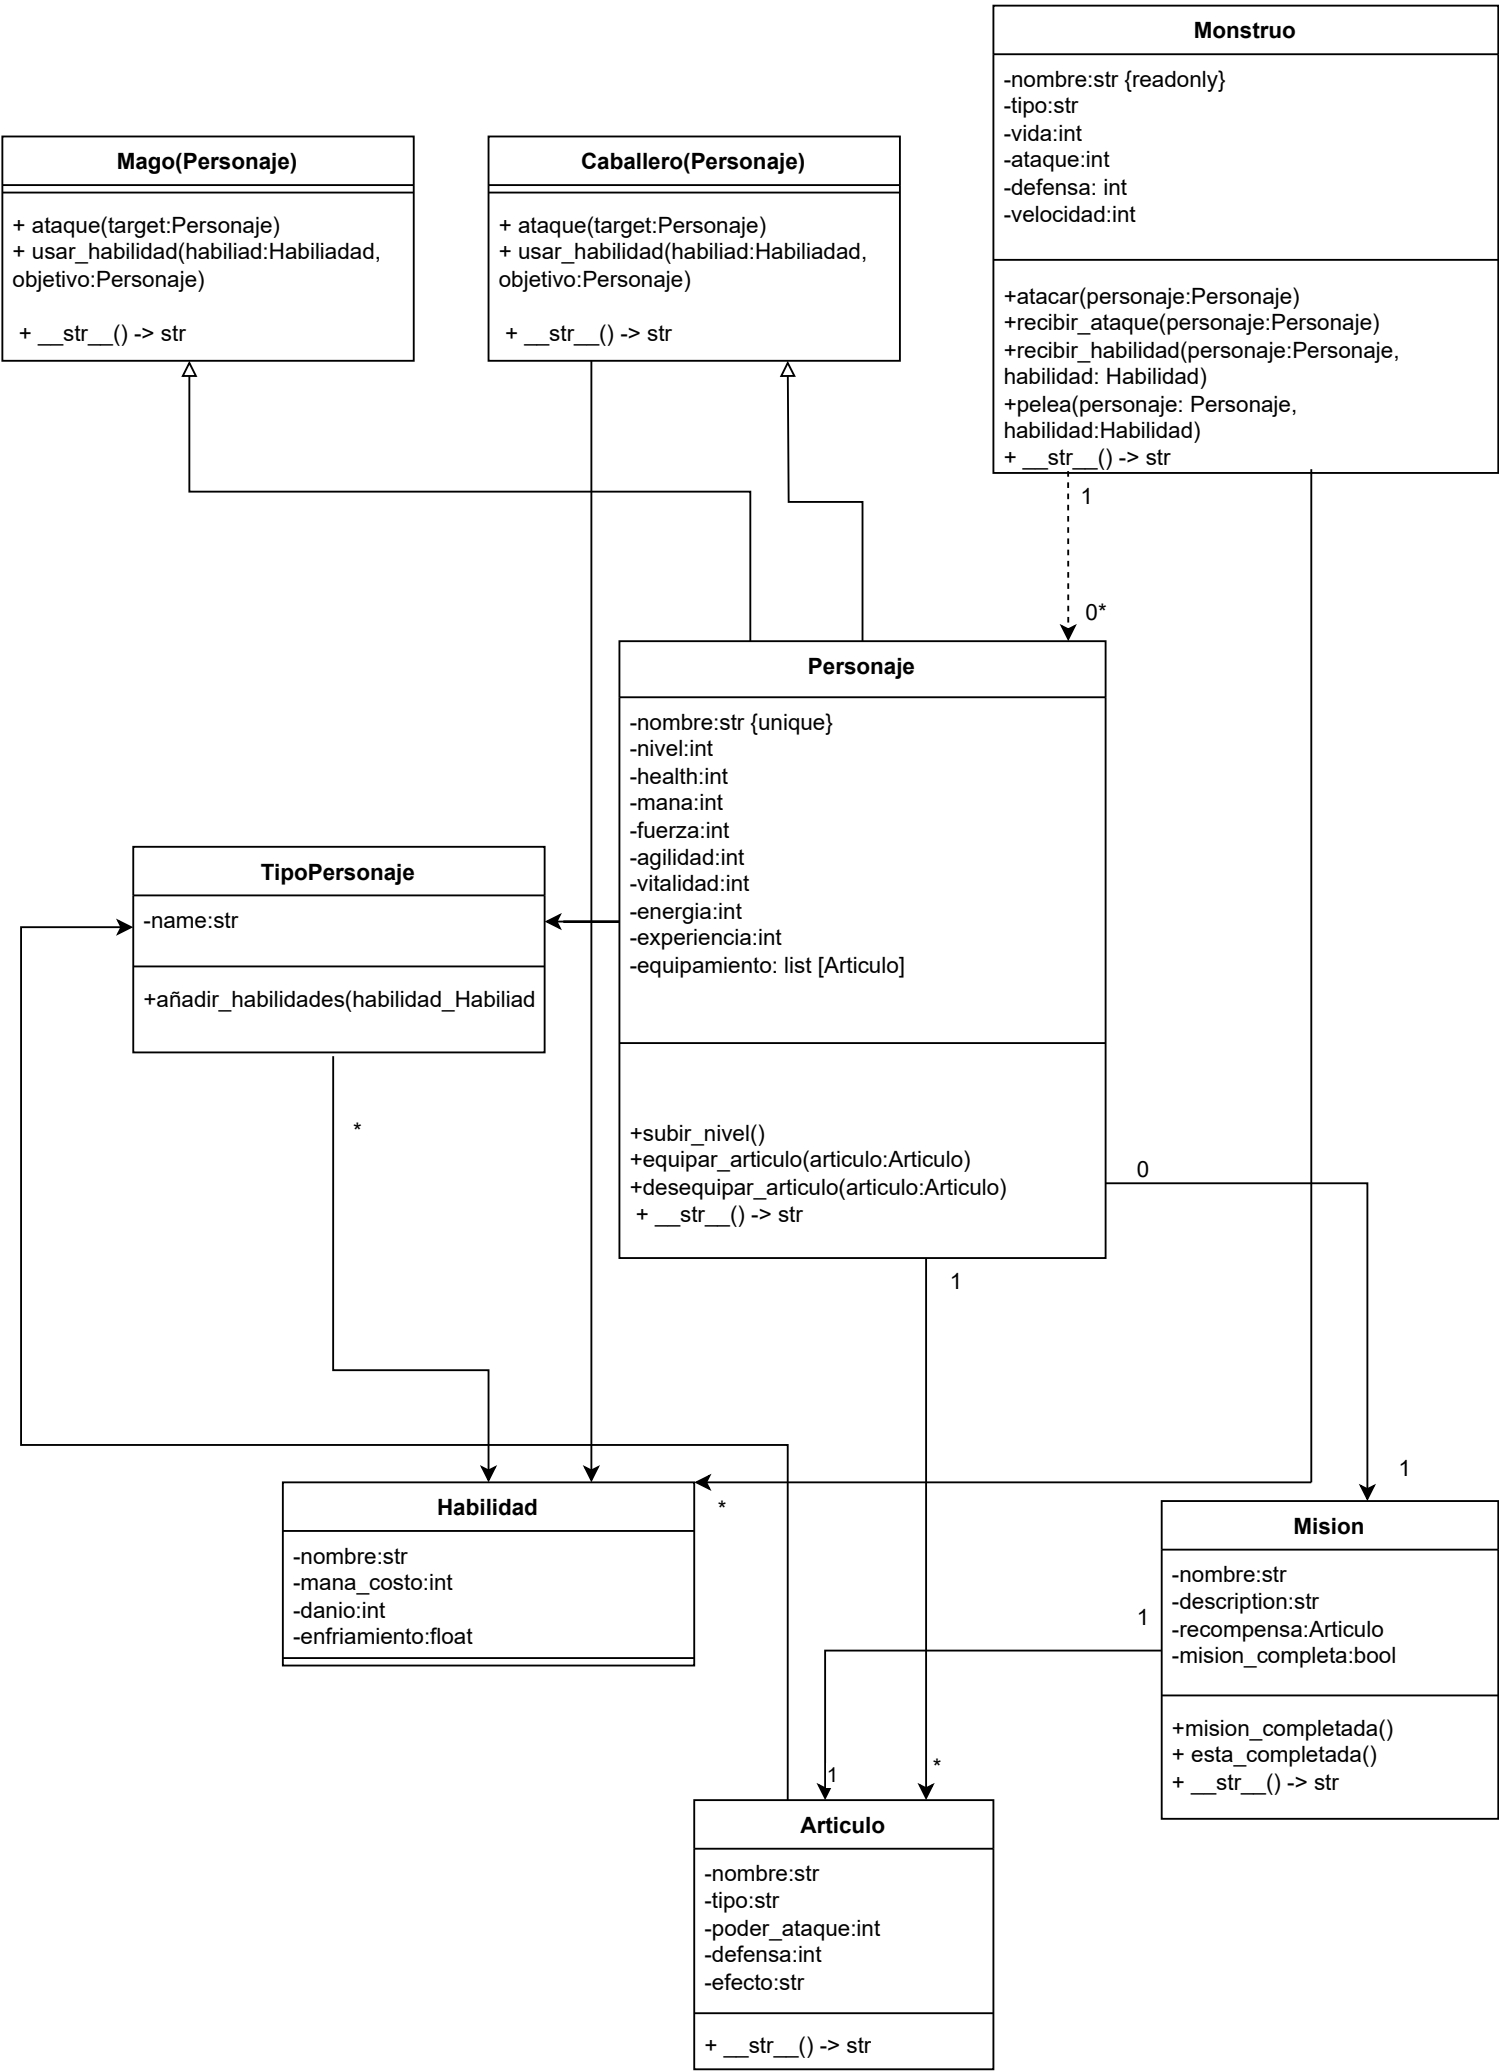 Monstruo
-nombre:str {readonly}
-tipo:str
-vida:int
-ataque:int
-defensa: int
-velocidad:int
+atacar(personaje:Personaje)
+recibir_ataque(personaje:Personaje)
+recibir_habilidad(personaje:Personaje,
habilidad: Habilidad)
+pelea(personaje: Personaje,
habilidad:Habilidad)
+ __str__() -> str
Mago(Personaje)
+ ataque(target:Personaje)
+ usar_habilidad(habiliad:Habiliadad,
objetivo:Personaje)
+ __str__() -> str
Caballero(Personaje)
+ ataque(target:Personaje)
+ usar_habilidad(habiliad:Habiliadad,
objetivo:Personaje)
+ __str__() -> str
1
0*
Personaje
-nombre:str {unique}
-nivel:int
-health:int
-mana:int
-fuerza:int
-agilidad:int
-vitalidad:int
-energia:int
-experiencia:int
-equipamiento: list [Articulo]
+subir_nivel()
+equipar_articulo(articulo:Articulo)
+desequipar_articulo(articulo:Articulo)
+ __str__() -> str
TipoPersonaje
-name:str
+añadir_habilidades(habilidad_Habiliad
*
0
1
1
Habilidad
-nombre:str
-mana_costo:int
-danio:int
-enfriamiento:float
*
Mision
-nombre:str
-description:str
-recompensa:Articulo
-mision_completa:bool
+mision_completada()
+ esta_completada()
+ __str__() -> str
1
1
*
Articulo
-nombre:str
-tipo:str
-poder_ataque:int
-defensa:int
-efecto:str
+ __str__() -> str